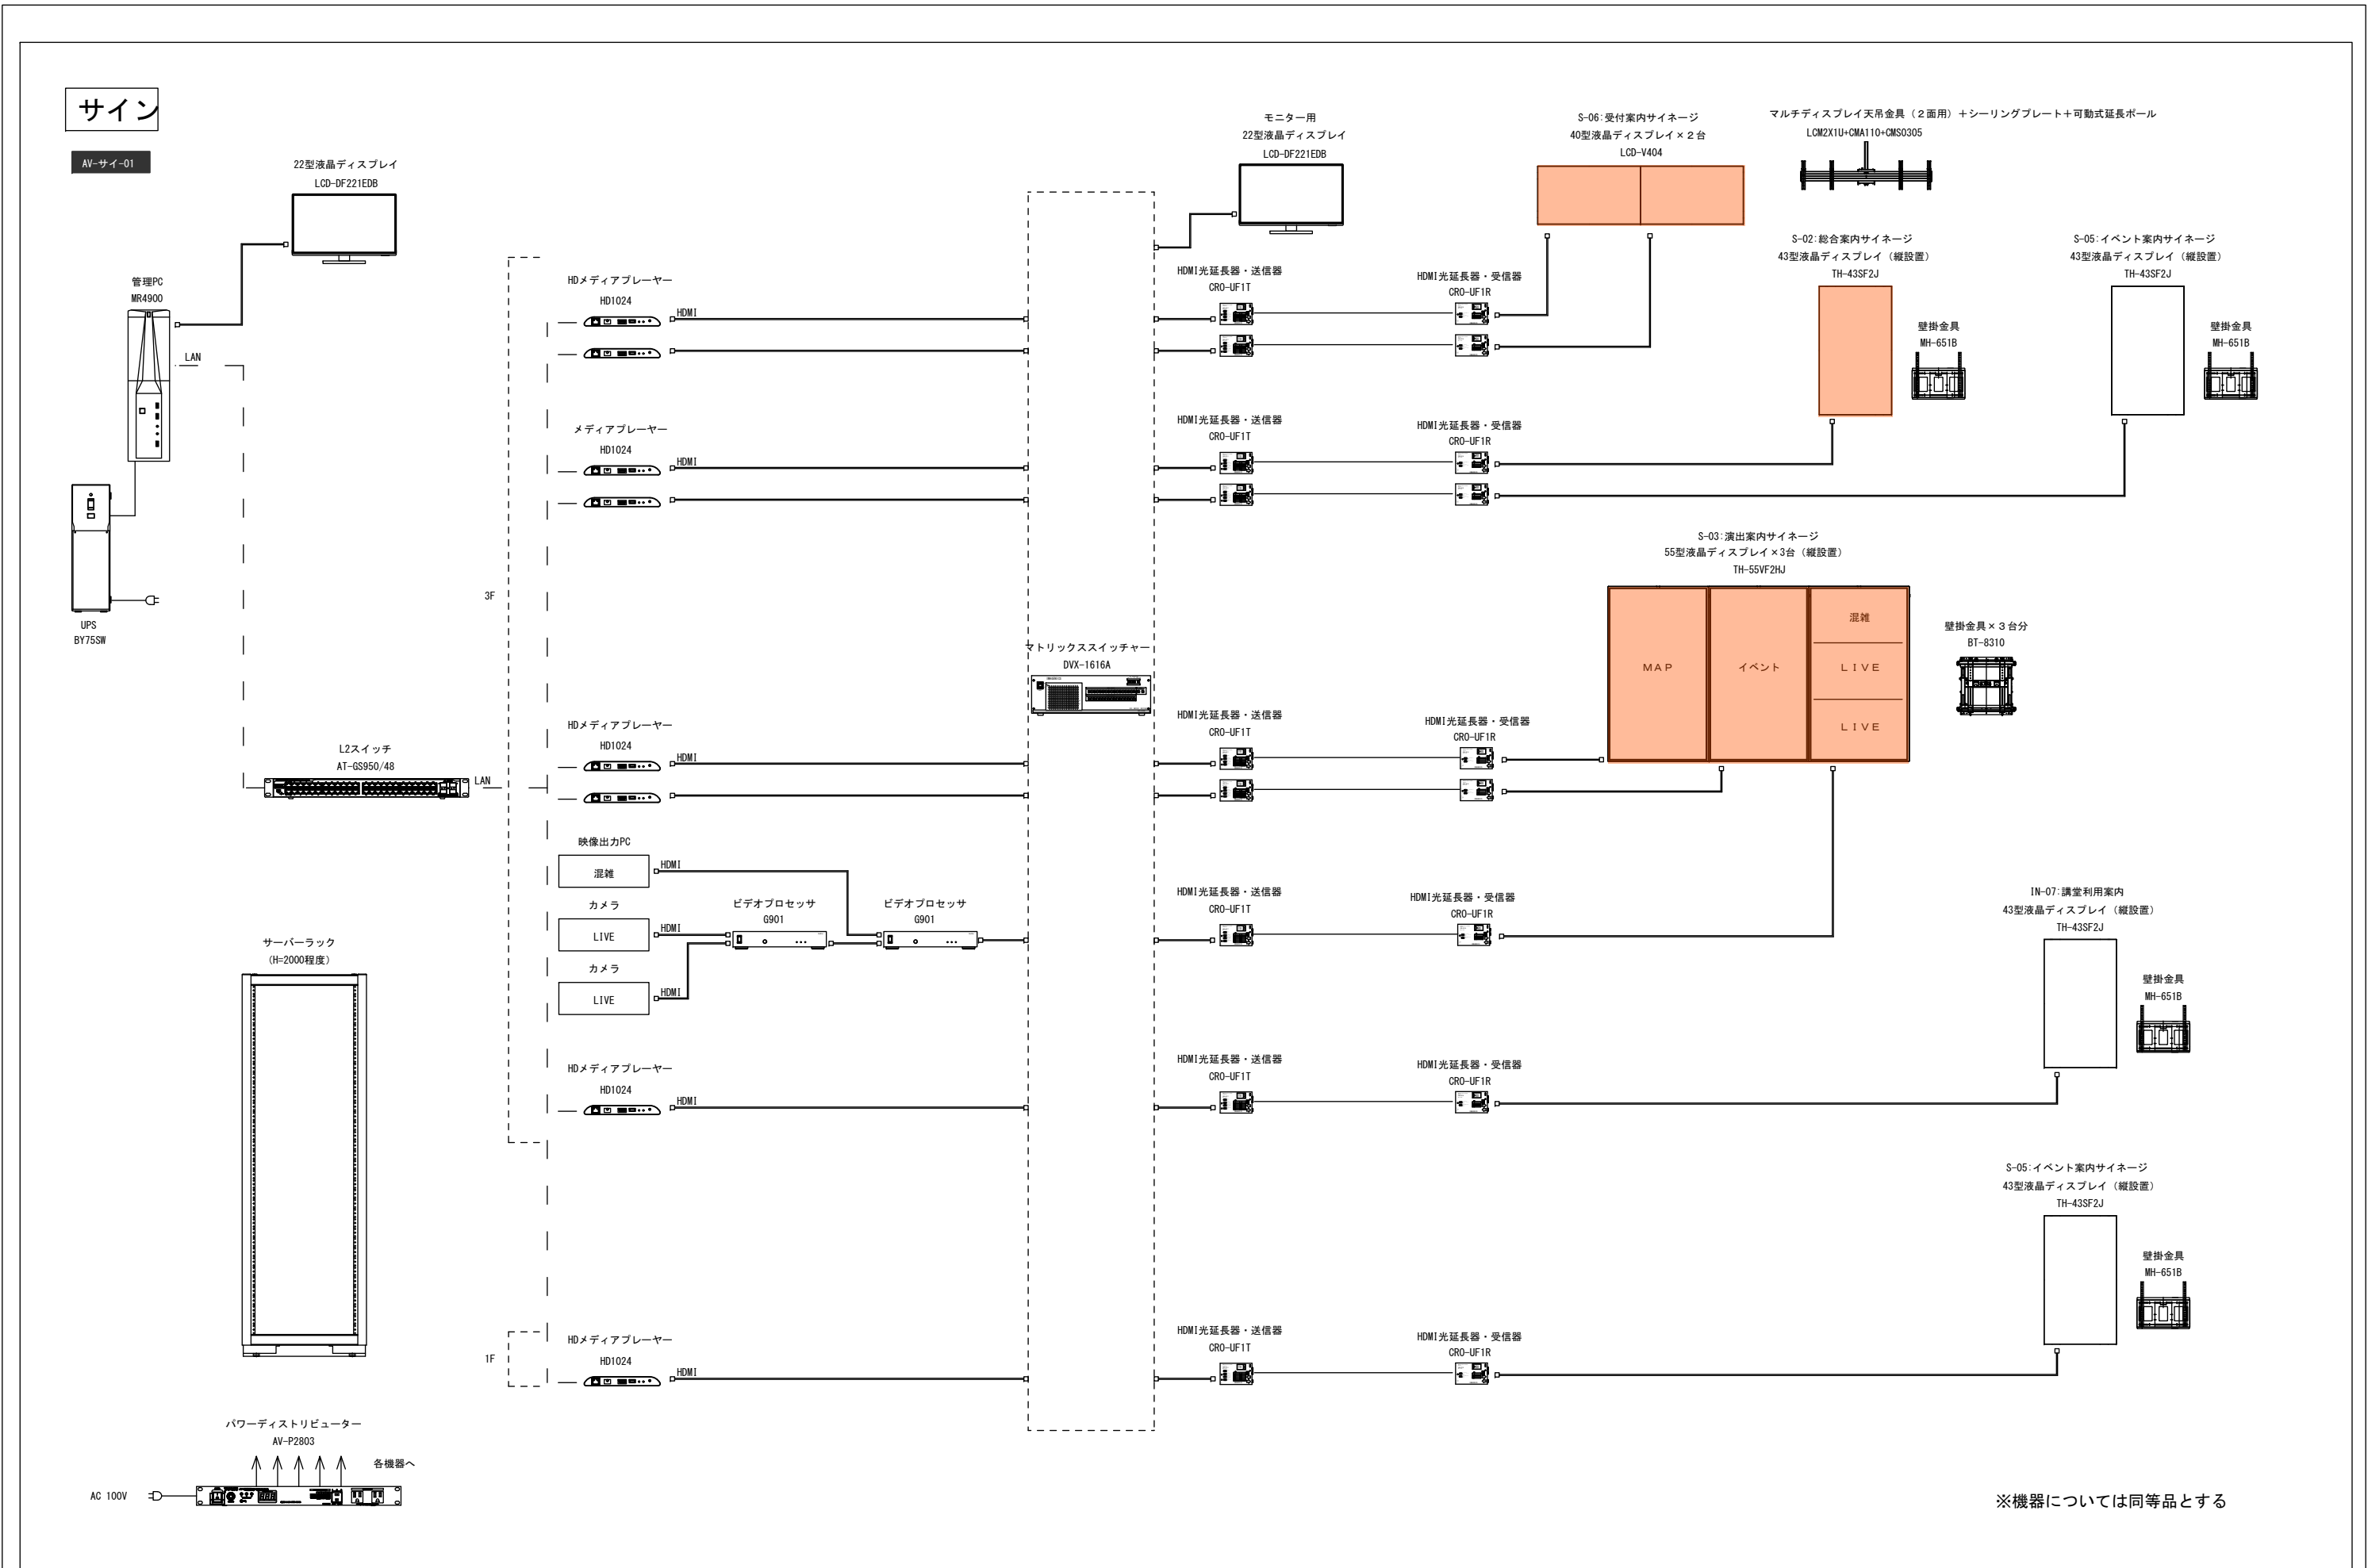 サイン
AV-サイ-01
22型液晶ディスプレイ
LCD-DF221EDB
管理PC
MR4900
LAN
UPS
BY75SW
L2スイッチ
AT-GS950/48
LAN
サーバーラック
(H=2000程度)
パワーディストリビューター
AV-P2803
各機器へ
AC 100V
3F
1F
HDメディアプレーヤー
HD1024
HDMI
メディアプレーヤー
HD1024
HDMI
HDメディアプレーヤー
HD1024
HDMI
映像出力PC
混雑
HDMI
カメラ
LIVE
HDMI
カメラ
LIVE
HDMI
ビデオプロセッサ
G901
ビデオプロセッサ
G901
HDメディアプレーヤー
HD1024
HDMI
HDメディアプレーヤー
HD1024
HDMI
マトリックススイッチャー
DVX-1616A
モニター用
22型液晶ディスプレイ
LCD-DF221EDB
HDMI光延長器・送信器
CRO-UF1T
HDMI光延長器・受信器
CRO-UF1R
HDMI光延長器・送信器
CRO-UF1T
HDMI光延長器・受信器
CRO-UF1R
HDMI光延長器・送信器
CRO-UF1T
HDMI光延長器・受信器
CRO-UF1R
HDMI光延長器・送信器
CRO-UF1T
HDMI光延長器・受信器
CRO-UF1R
HDMI光延長器・送信器
CRO-UF1T
HDMI光延長器・受信器
CRO-UF1R
HDMI光延長器・送信器
CRO-UF1T
HDMI光延長器・受信器
CRO-UF1R
S-06:受付案内サイネージ
40型液晶ディスプレイ×2台
LCD-V404
マルチディスプレイ天吊金具（2面用）＋シーリングプレート＋可動式延長ポール
LCM2X1U+CMA110+CMS0305
S-02:総合案内サイネージ
43型液晶ディスプレイ（縦設置）
TH-43SF2J
壁掛金具
MH-651B
S-05:イベント案内サイネージ
43型液晶ディスプレイ（縦設置）
TH-43SF2J
壁掛金具
MH-651B
S-03:演出案内サイネージ
55型液晶ディスプレイ×3台（縦設置）
TH-55VF2HJ
MAP
イベント
混雑
LIVE
LIVE
壁掛金具×3台分
BT-8310
IN-07:講堂利用案内
43型液晶ディスプレイ（縦設置）
TH-43SF2J
壁掛金具
MH-651B
S-05:イベント案内サイネージ
43型液晶ディスプレイ（縦設置）
TH-43SF2J
壁掛金具
MH-651B
※機器については同等品とする